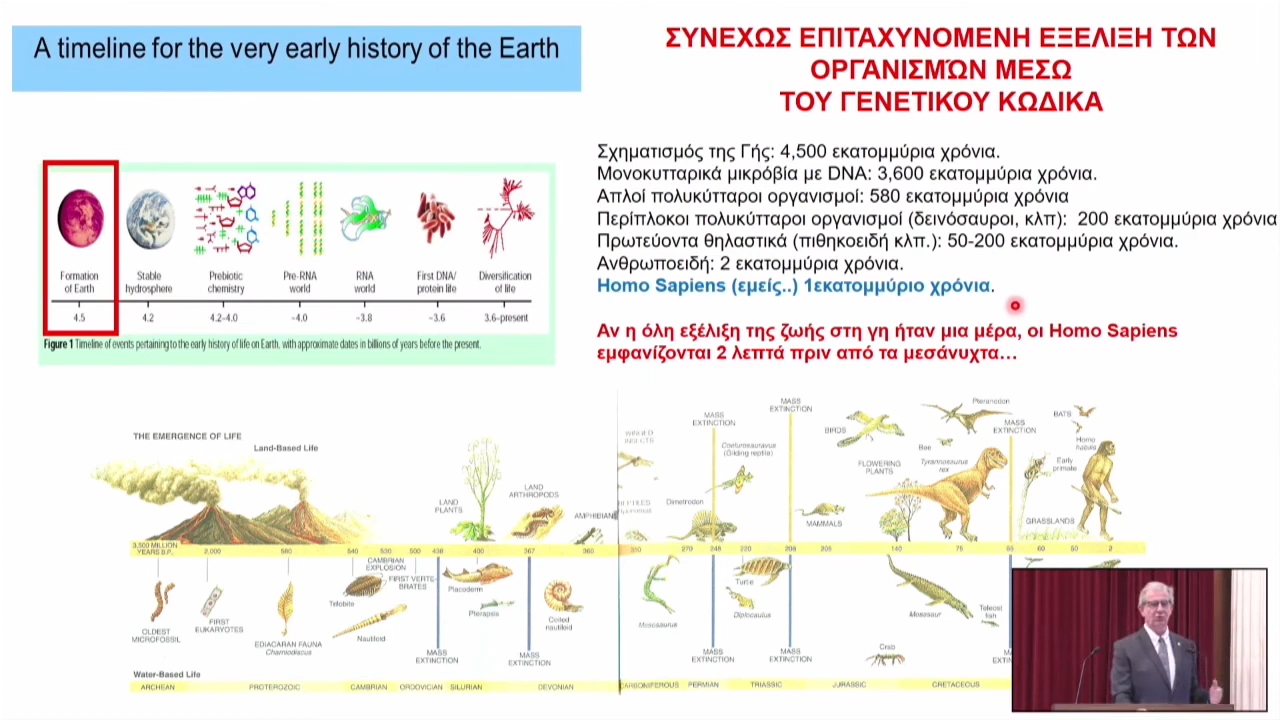 A timeline for the very early history of the Earth
ΣΥΝΕΧΩΣ ΕΠΙΤΑΧΥΝΟΜΕΝΗ ΕΞΕΛΙΞΗ ΤΩΝ
ΟΡΓΑΝΙΣΜΏΝ ΜΕΣΩ
ΤΟΥ ΓΕΝΕΤΙΚΟΥ ΚΩΔΙΚΑ
Σχηματισμός της Γής: 4,500 εκατομμύρια χρόνια.
Μονοκυτταρικά μικρόβία με DNA: 3,600 εκατομμύρια χρόνια.
Απλοί πολυκύτταροι οργανισμοί: 580 εκατομμύρια χρόνια
Περίπλοκοι πολυκύτταροι οργανισμοί (δεινόσαυροι, κλπ): 200 εκατομμύρια χρόνια
Πρωτεύοντα θηλαστικά (πιθηκοειδή κλπ.): 50-200 εκατομμύρια χρόνια.
Ανθρωποειδή: 2 εκατομμύρια χρόνια.
Homo Sapiens (εμείς..) 1εκατομμύριο χρόνια.
Αν η όλη εξέλιξη της ζωής στη γη ήταν μια μέρα, οι Homo Sapiens
εμφανίζονται 2 λεπτά πριν από τα μεσάνυχτα…
Formation of Earth
Stable hydrosphere
Prebiotic chemistry
Pre-RNA world
RNA world
First DNA/ protein life
Diversification of life
4.5 4.2 4.2–4.0 ~4.0 ~3.8 ~3.6 3.6–present
Figure 1 Timeline of events pertaining to the early history of life on Earth, with approximate dates in billions of years before the present.
THE EMERGENCE OF LIFE
Land-Based Life
LAND PLANTS
LAND ARTHROPODS
AMPHIBIANS
Dimetrodon
MASS EXTINCTION
Coelurosauravus (Gliding reptile)
MASS EXTINCTION
MAMMALS
BIRDS
FLOWERING PLANTS
Bee
Pteranodon
Tyrannosaurus rex
MASS EXTINCTION
BATS
Early primate
Homo habilis
GRASSLANDS
3,500 MILLION YEARS B.P. 2,000 560 540 530 500 438 400 367 360
270 248 220 208 145 75 60 50 2
OLDEST MICROFOSSIL
FIRST EUKARYOTES
EDIACARAN FAUNA
Charniodiscus
Trilobite
CAMBRIAN EXPLOSION
FIRST VERTEBRATES
Nautiloid
MASS EXTINCTION
Placoderm
MASS EXTINCTION
Coiled nautiloid
MASS EXTINCTION
Turtle
Diplocaulus
MASS EXTINCTION
Crab
Mosasaur
Teleost fish
Water-Based Life
ARCHEAN PROTEROZOIC CAMBRIAN ORDOVICIAN SILURIAN DEVONIAN CARBONIFEROUS PERMIAN TRIASSIC JURASSIC CRETACEOUS